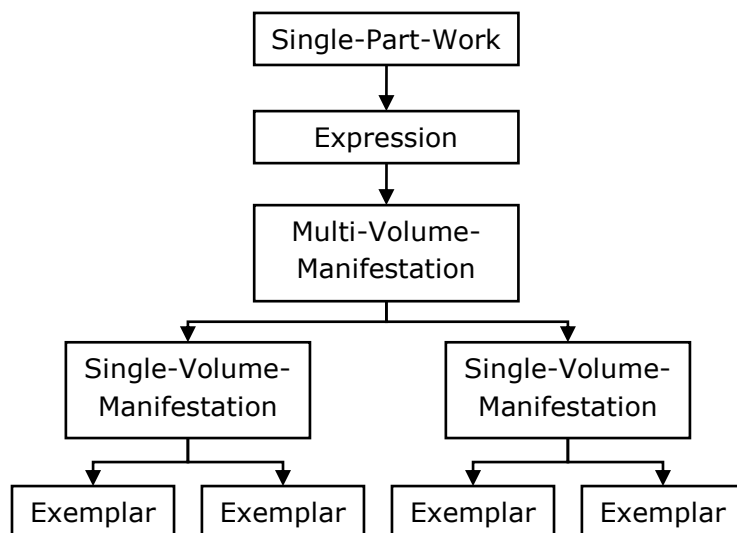 Single-Part-Work
Expression
Multi-Volume-
Manifestation
Single-Volume-
Manifestation
Single-Volume-
Manifestation
Exemplar
Exemplar
Exemplar
Exemplar